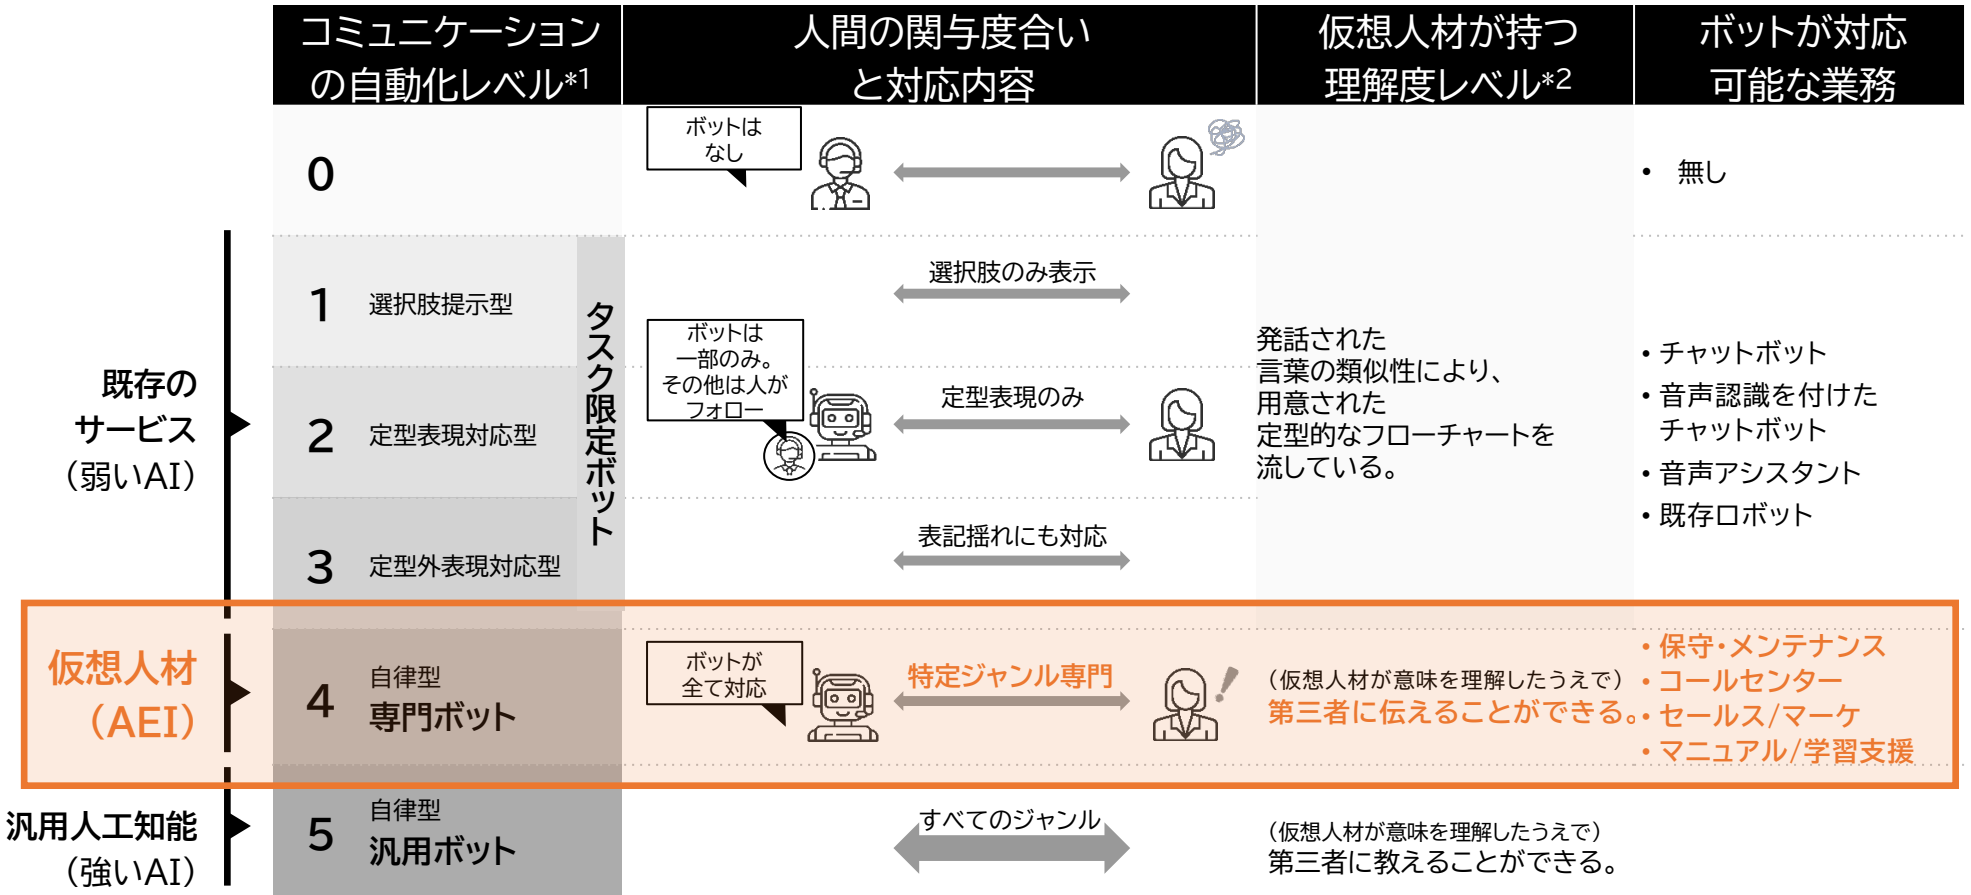 コミュニケーション
の自動化レベル*1
人間の関与度合い
と対応内容
仮想人材が持つ
理解度レベル*2
ボットが対応
可能な業務
0
ボットは
なし
• 無し
既存の
サービス
（弱いAI）
タスク限定ボット
1 選択肢提示型
選択肢のみ表示
2 定型表現対応型
ボットは
一部のみ。
その他は人が
フォロー
定型表現のみ
3 定型外表現対応型
表記揺れにも対応
発話された
言葉の類似性により、
用意された
定型的なフローチャートを
流している。
• チャットボット
• 音声認識を付けた
チャットボット
• 音声アシスタント
• 既存ロボット
仮想人材
（AEI）
4 自律型
専門ボット
ボットが
全て対応
特定ジャンル専門
（仮想人材が意味を理解したうえで）
第三者に伝えることができる。
• 保守・メンテナンス
• コールセンター
• セールス/マーケ
• マニュアル/学習支援
汎用人工知能
（強いAI）
5 自律型
汎用ボット
すべてのジャンル
（仮想人材が意味を理解したうえで）
第三者に教えることができる。